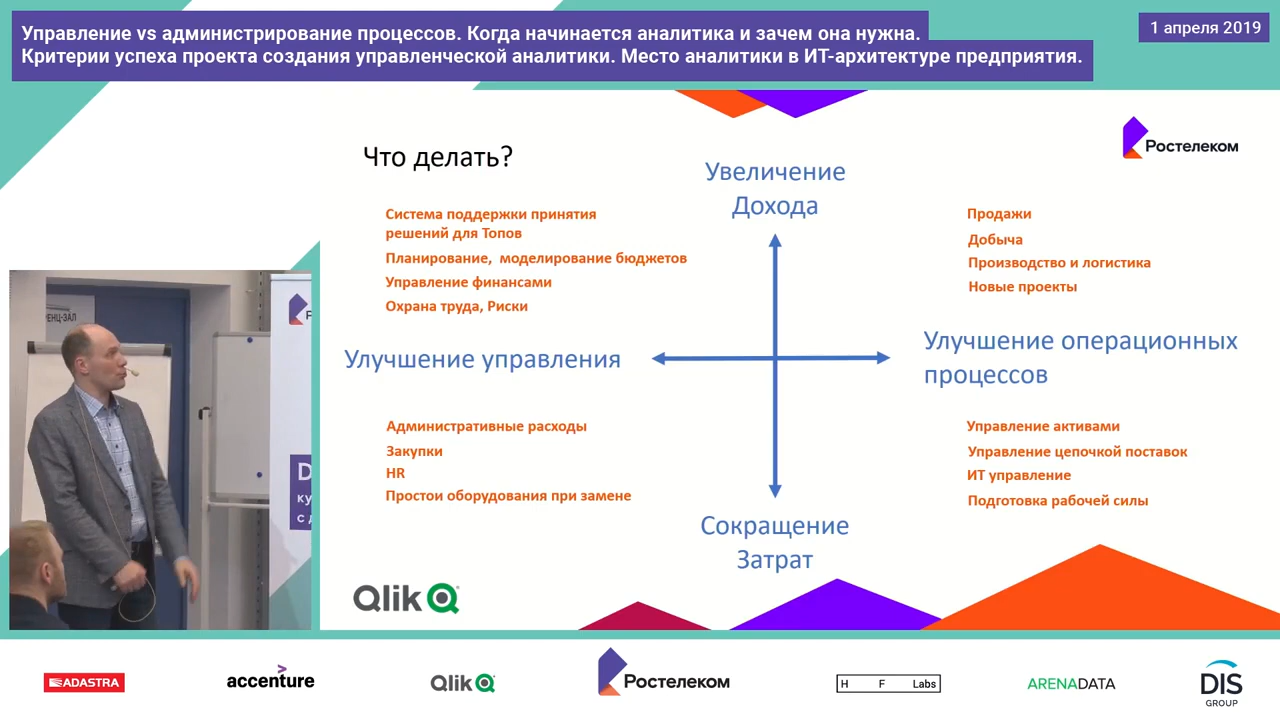 Управление vs администрирование процессов. Когда начинается аналитика и зачем она нужна.
Критерии успеха проекта создания управленческой аналитики. Место аналитики в ИТ-архитектуре предприятия.
1 апреля 2019
Ростелеком
Что делать?
Увеличение
Дохода
Система поддержки принятия
решений для Топов
Планирование, моделирование бюджетов
Управление финансами
Охрана труда, Риски
Продажи
Добыча
Производство и логистика
Новые проекты
Улучшение управления
Улучшение операционных
процессов
Административные расходы
Закупки
HR
Простои оборудования при замене
Управление активами
Управление цепочкой поставок
ИТ управление
Подготовка рабочей силы
Сокращение
Затрат
Qlik
ЕНЦ-ЗАЛ
D
ку
с д
ADASTRA
accenture
Qlik
Ростелеком
H F Labs
ARENADATA
DIS
GROUP